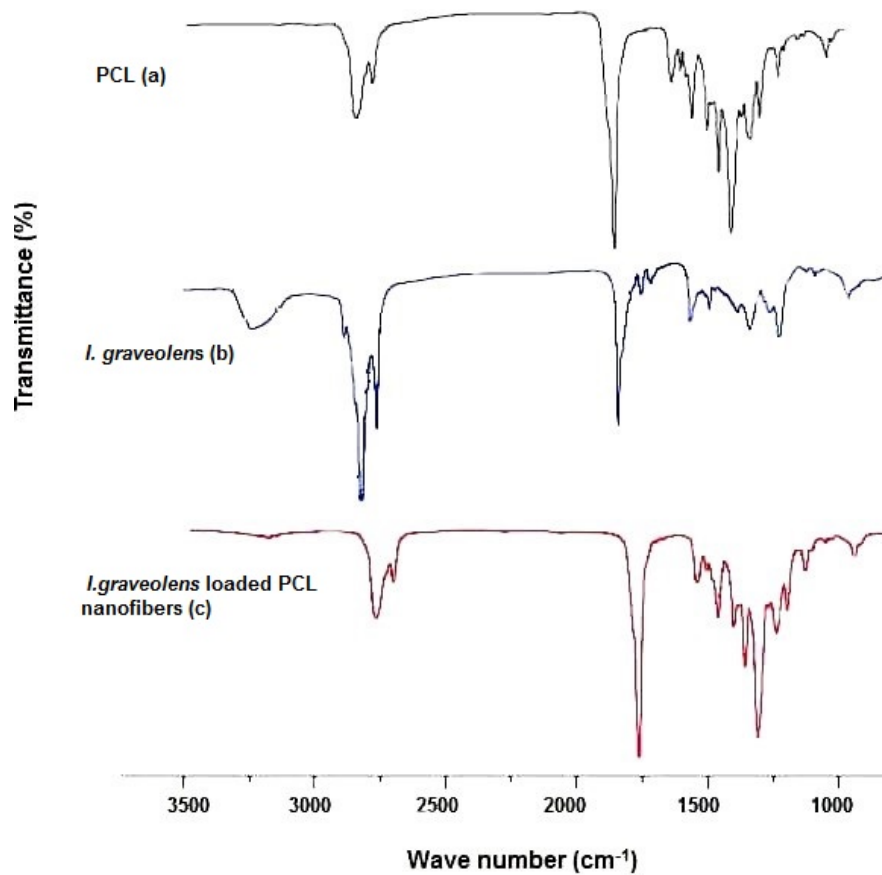 PCL (a)
Transmittance (%)
I. graveolens (b)
I.graveolens loaded PCL
nanofibers (c)
3500 3000 2500 2000 1500 1000
Wave number (cm⁻¹)